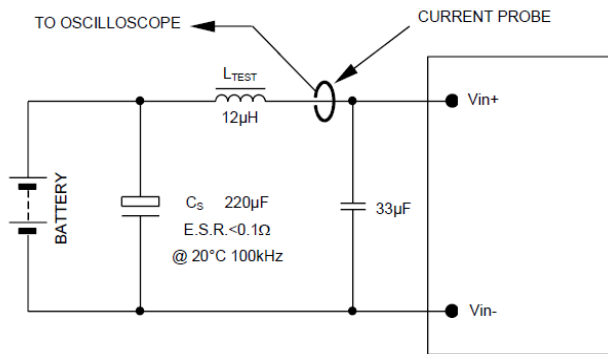 TO OSCILLOSCOPE
CURRENT PROBE
LTEST
12µH
Vin+
BATTERY
CS 220µF
E.S.R.<0.1Ω
@ 20°C 100kHz
33µF
Vin-